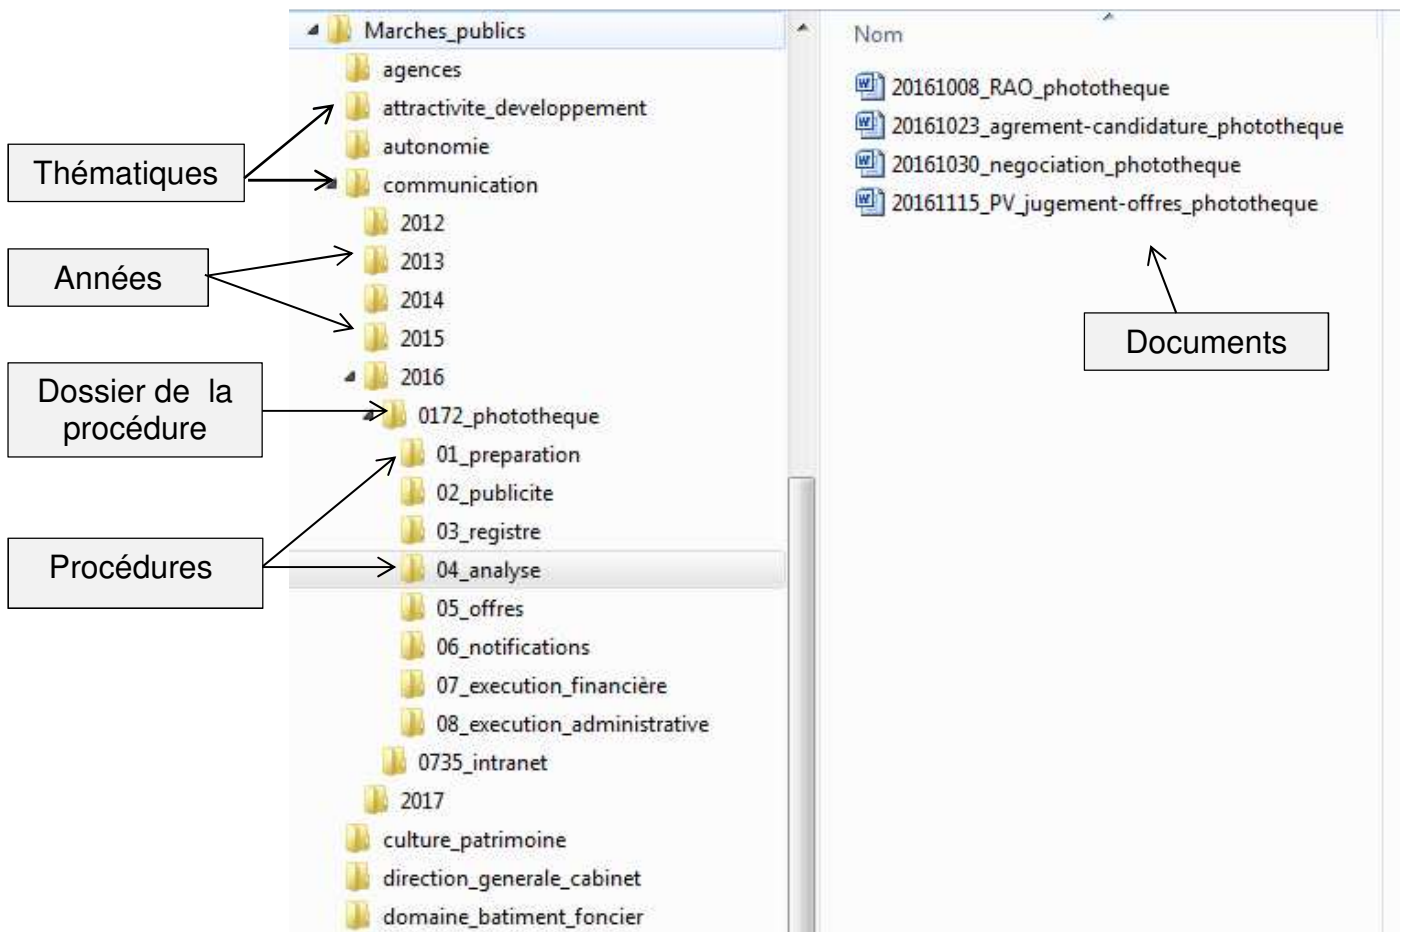 Marches_publics
agences
attractivite_developpement
autonomie
communication
2012
2013
2014
2015
2016
0172_phototheque
01_preparation
02_publicite
03_registre
04_analyse
05_offres
06_notifications
07_execution_financière
08_execution_administrative
0735_intranet
2017
culture_patrimoine
direction_generale_cabinet
domaine_batiment_foncier
Thématiques
Années
Dossier de la
procédure
Procédures
Nom
20161008_RAO_phototheque
20161023_agrement-candidature_phototheque
20161030_negociation_phototheque
20161115_PV_jugement-offres_phototheque
Documents